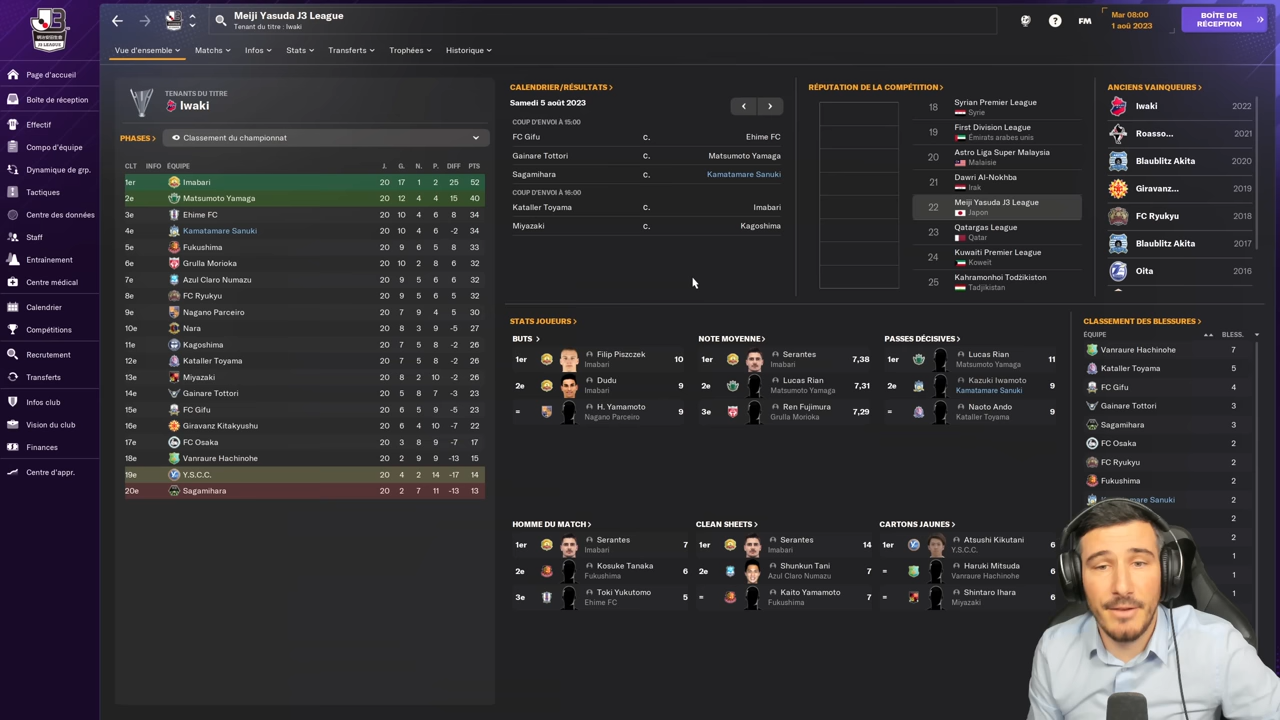 Meiji Yasuda J3 League
Tenant du titre : Iwaki
Mar 08:00
1 aoû 2023
BOÎTE DE RÉCEPTION
FM
J3 LEAGUE
Vue d'ensemble
Matchs
Infos
Stats
Transferts
Trophées
Historique
Page d'accueil
Boîte de réception
Effectif
Compo d'équipe
Dynamique de grp.
Tactiques
Centre des données
Staff
Entraînement
Centre médical
Calendrier
Compétitions
Recrutement
Transferts
Infos club
Vision du club
Finances
Centre d'appr.
TENANTS DU TITRE
Iwaki
PHASES
Classement du championnat
CLT INFO ÉQUIPE J. G. N. P. DIFF PTS
1er Imabari 20 17 1 2 25 52
2e Matsumoto Yamaga 20 12 4 4 15 40
3e Ehime FC 20 10 4 6 8 34
4e Kamatamare Sanuki 20 10 4 6 -2 34
5e Fukushima 20 9 6 5 8 33
6e Grulla Morioka 20 10 2 8 6 32
7e Azul Claro Numazu 20 9 5 6 6 32
8e FC Ryukyu 20 9 5 6 5 32
9e Nagano Parceiro 20 7 9 4 5 30
10e Nara 20 8 3 9 -5 27
11e Kagoshima 20 7 5 8 -2 26
12e Kataller Toyama 20 7 5 8 -2 26
13e Miyazaki 20 8 2 10 -2 26
14e Gainare Tottori 20 5 8 7 -3 23
15e FC Gifu 20 6 5 9 -5 23
16e Giravanz Kitakyushu 20 6 4 10 -7 22
17e FC Osaka 20 3 8 9 -7 17
18e Vanraure Hachinohe 20 2 9 9 -13 15
19e Y.S.C.C. 20 4 2 14 -17 14
20e Sagamihara 20 2 7 11 -13 13
CALENDRIER/RÉSULTATS
Samedi 5 août 2023
COUP D'ENVOI À 15:00
FC Gifu c. Ehime FC
Gainare Tottori c. Matsumoto Yamaga
Sagamihara c. Kamatamare Sanuki
COUP D'ENVOI À 16:00
Kataller Toyama c. Imabari
Miyazaki c. Kagoshima
RÉPUTATION DE LA COMPÉTITION
18 Syrian Premier League
Syrie
19 First Division League
Émirats arabes unis
20 Astro Liga Super Malaysia
Malaisie
21 Dawri Al-Nokhba
Irak
22 Meiji Yasuda J3 League
Japon
23 Qatargas League
Qatar
24 Kuwaiti Premier League
Koweït
25 Kahramonhoi Todzikiston
Tadjikistan
ANCIENS VAINQUEURS
Iwaki 2022
Roasso... 2021
Blaublitz Akita 2020
Giravanz... 2019
FC Ryukyu 2018
Blaublitz Akita 2017
Oita 2016
STATS JOUEURS
BUTS
1er Filip Piszczek 10
Imabari
2e Dudu 9
Imabari
= H. Yamamoto 9
Nagano Parceiro
NOTE MOYENNE
1er Serantes 7,38
Imabari
2e Lucas Rian 7,31
Matsumoto Yamaga
3e Ren Fujimura 7,29
Grulla Morioka
PASSES DÉCISIVES
1er Lucas Rian 11
Matsumoto Yamaga
2e Kazuki Iwamoto 9
Kamatamare Sanuki
= Naoto Ando 9
Kataller Toyama
HOMME DU MATCH
1er Serantes 7
Imabari
2e Kosuke Tanaka 6
Fukushima
3e Toki Yukutomo 5
Ehime FC
CLEAN SHEETS
1er Serantes 14
Imabari
2e Shunkun Tani 7
Azul Claro Numazu
= Kaito Yamamoto 7
Fukushima
CARTONS JAUNES
1er Atsushi Kikutani 6
Y.S.C.C.
= Haruki Mitsuda 6
Vanraure Hachinohe
= Shintaro Ihara 6
Miyazaki
CLASSEMENT DES BLESSURES
ÉQUIPE BLESS.
Vanraure Hachinohe 7
Kataller Toyama 5
FC Gifu 4
Gainare Tottori 3
Sagamihara 3
FC Osaka 2
FC Ryukyu 2
Fukushima 2
Kamatamare Sanuki 2
2
2
1
1
1